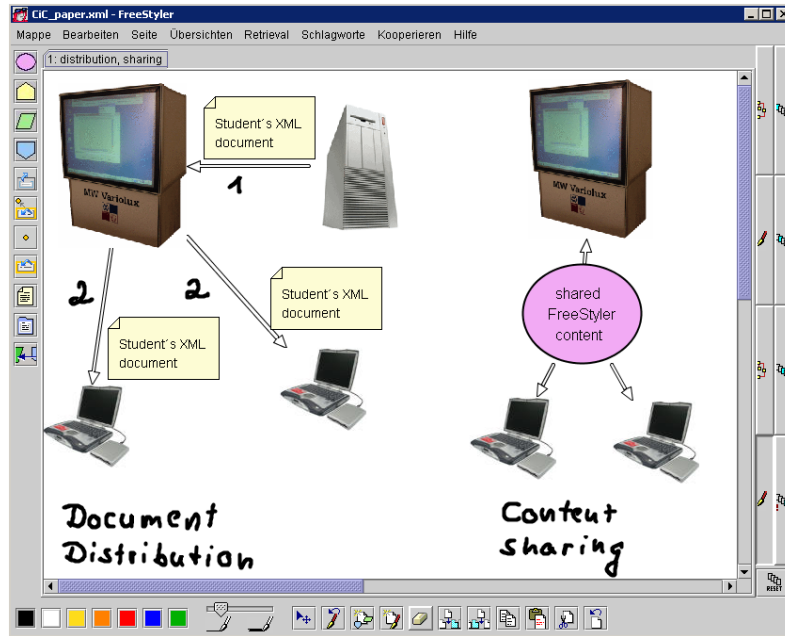 CiC_paper.xml - FreeStyler
Mappe Bearbeiten Seite Übersichten Retrieval Schlagworte Kooperieren Hilfe
1: distribution, sharing
Student´s XML
document
1
MW Variolux
2
2
Student´s XML
document
Student´s XML
document
Document
Distribution
MW Variolux
shared
FreeStyler
content
Content
sharing
RESET